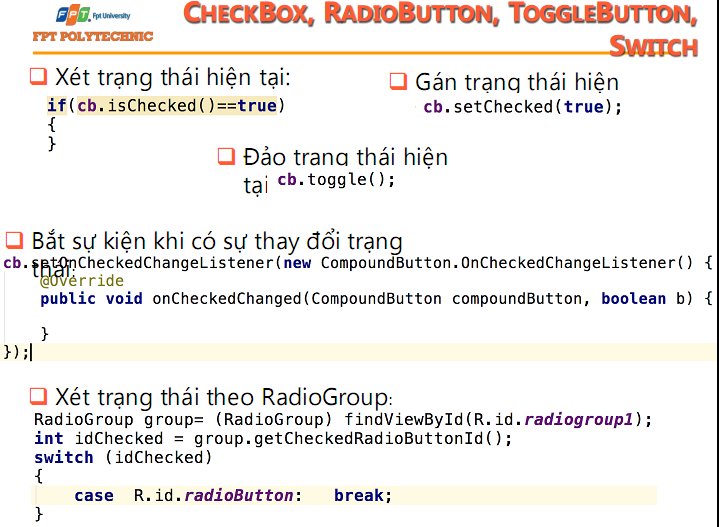 FPT. Fpt University
FPT POLYTECHNIC
CHECKBOX, RADIOBUTTON, TOGGLEBUTTON,
SWITCH
Xét trạng thái hiện tại:
if(cb.isChecked()==true)
{
}
Gán trạng thái hiện
cb.setChecked(true);
Đảo trạng thái hiện
tại
cb.toggle();
Bắt sự kiện khi có sự thay đổi trạng
thái:
cb.setOnCheckedChangeListener(new CompoundButton.OnCheckedChangeListener() {
@Override
public void onCheckedChanged(CompoundButton compoundButton, boolean b) {
}
});
Xét trạng thái theo RadioGroup:
RadioGroup group= (RadioGroup) findViewById(R.id.radiogroup1);
int idChecked = group.getCheckedRadioButtonId();
switch (idChecked)
{
case R.id.radioButton: break;
}